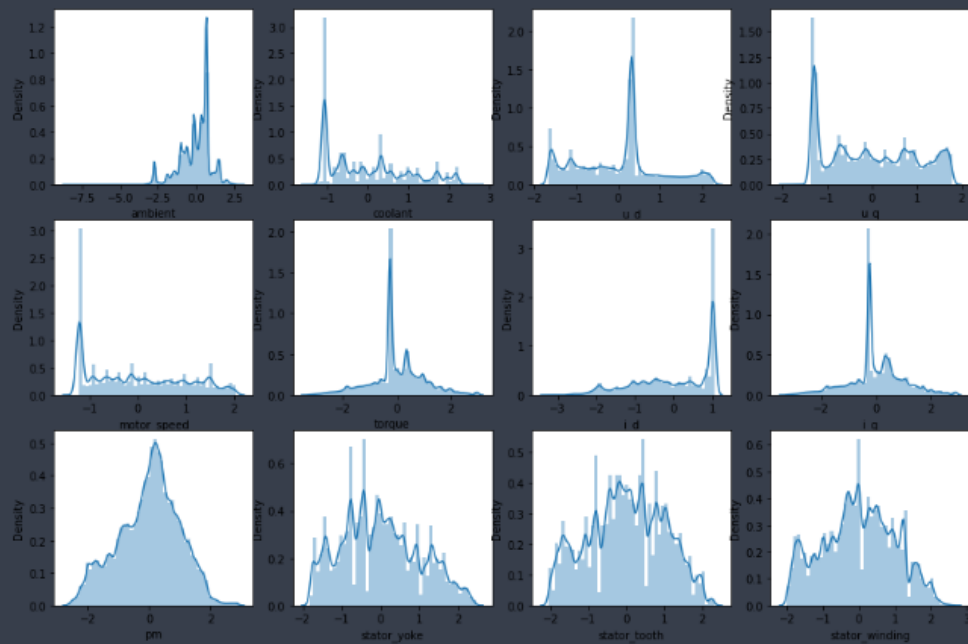 Density
1.2
1.0
0.8
0.6
0.4
0.2
0.0
−7.5 −5.0 −2.5 0.0 2.5
ambient
Density
3.0
2.5
2.0
1.5
1.0
0.5
0.0
−1 0 1 2 3
coolant
Density
2.0
1.5
1.0
0.5
0.0
−2 −1 0 1 2
u_d
Density
1.50
1.25
1.00
0.75
0.50
0.25
0.00
−2 −1 0 1 2
u_q
Density
3.0
2.5
2.0
1.5
1.0
0.5
0.0
−1 0 1 2
motor_speed
Density
2.0
1.5
1.0
0.5
0.0
−2 0 2
torque
Density
3
2
1
0
−3 −2 −1 0 1
i_d
Density
2.0
1.5
1.0
0.5
0.0
−2 0 2
i_q
Density
0.5
0.4
0.3
0.2
0.1
0.0
−2 0 2
pm
Density
0.6
0.4
0.2
0.0
−2 −1 0 1 2
stator_yoke
Density
0.5
0.4
0.3
0.2
0.1
0.0
−2 −1 0 1 2
stator_tooth
Density
0.6
0.5
0.4
0.3
0.2
0.1
0.0
−2 −1 0 1 2 3
stator_winding